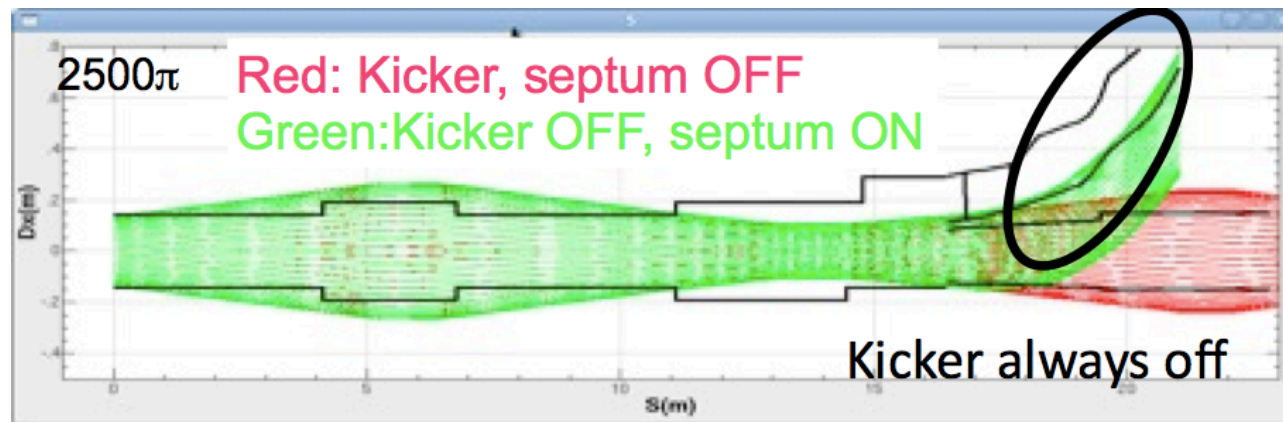 S
2500π
Red: Kicker, septum OFF
Green:Kicker OFF, septum ON
.6
.4
.2
0
-.2
-.4
Dx(m)
Kicker always off
0 5 10 15 20
S(m)